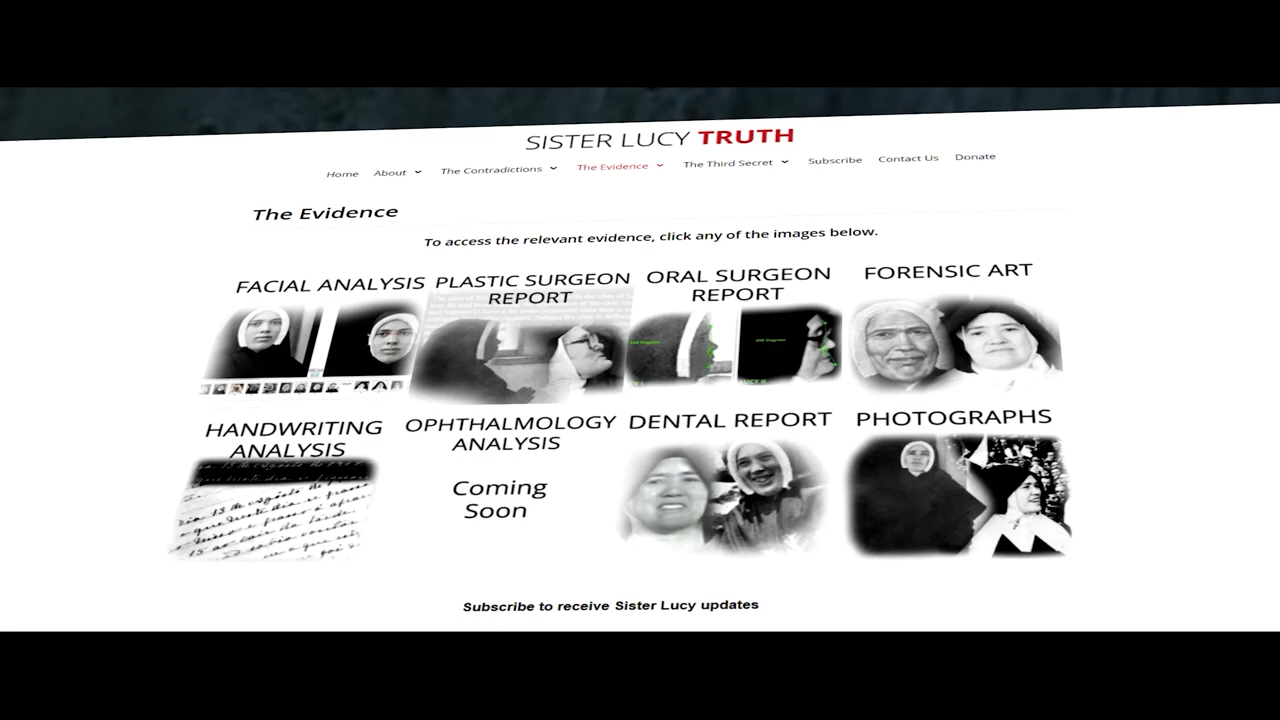 SISTER LUCY TRUTH
Home About The Contradictions The Evidence The Third Secret Subscribe Contact Us Donate
The Evidence
To access the relevant evidence, click any of the images below.
FACIAL ANALYSIS
PLASTIC SURGEON
REPORT
ORAL SURGEON
REPORT
FORENSIC ART
HANDWRITING
ANALYSIS
OPHTHALMOLOGY
ANALYSIS
Coming
Soon
DENTAL REPORT
PHOTOGRAPHS
Subscribe to receive Sister Lucy updates